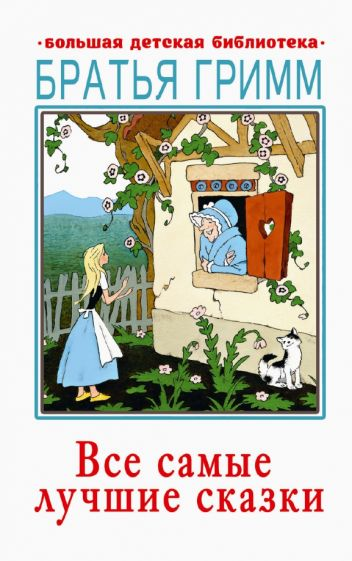 ·БОЛЬШАЯ ДЕТСКАЯ БИБЛИОТЕКА·
БРАТЬЯ ГРИММ
Все самые
лучшие сказки